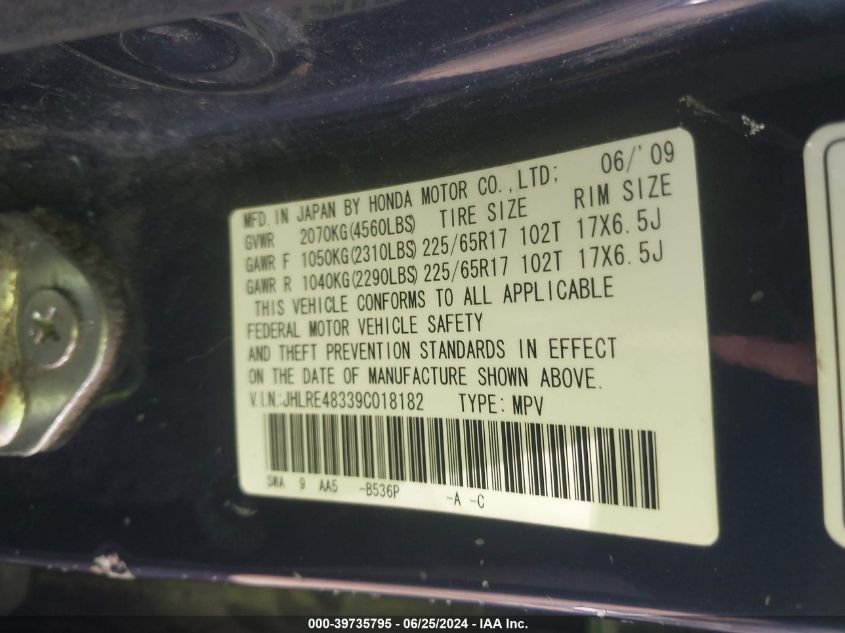 MFD. IN JAPAN BY HONDA MOTOR CO.,LTD; 06/'09
GVWR 2070KG(4560LBS) TIRE SIZE RIM SIZE
GAWR F 1050KG(2310LBS) 225/65R17 102T 17X6.5J
GAWR R 1040KG(2290LBS) 225/65R17 102T 17X6.5J
THIS VEHICLE CONFORMS TO ALL APPLICABLE
FEDERAL MOTOR VEHICLE SAFETY
AND THEFT PREVENTION STANDARDS IN EFFECT
ON THE DATE OF MANUFACTURE SHOWN ABOVE.
V.I.N.:JHLRE48339C018182 TYPE: MPV
SWA 9 AA5 -B536P -A -C
000-39735795 - 06/25/2024 - IAA Inc.